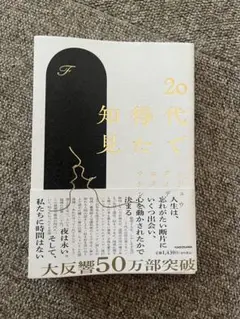 F
20代で
得た
知見
人生は、
忘れがたい断片に
いくつ出会い、
心を動かされたかで
決まる
夜は永い。
そして、
私たちに時間はない
大反響50万部突破